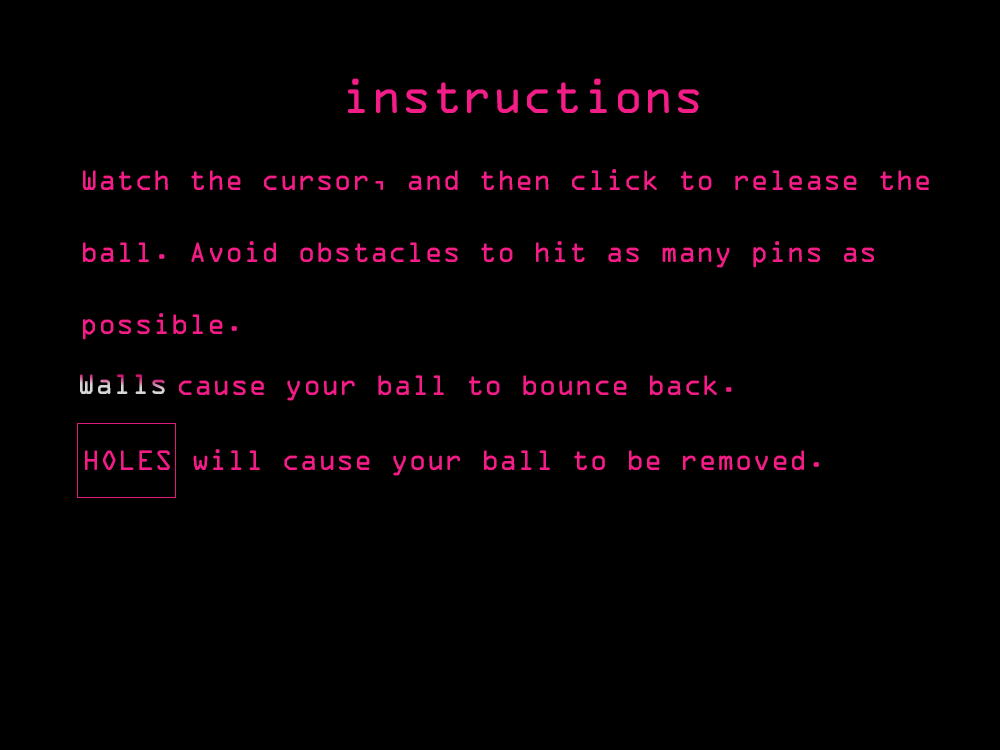 instructions
Watch the cursor, and then click to release the
ball. Avoid obstacles to hit as many pins as
possible.
Walls cause your ball to bounce back.
HOLES will cause your ball to be removed.